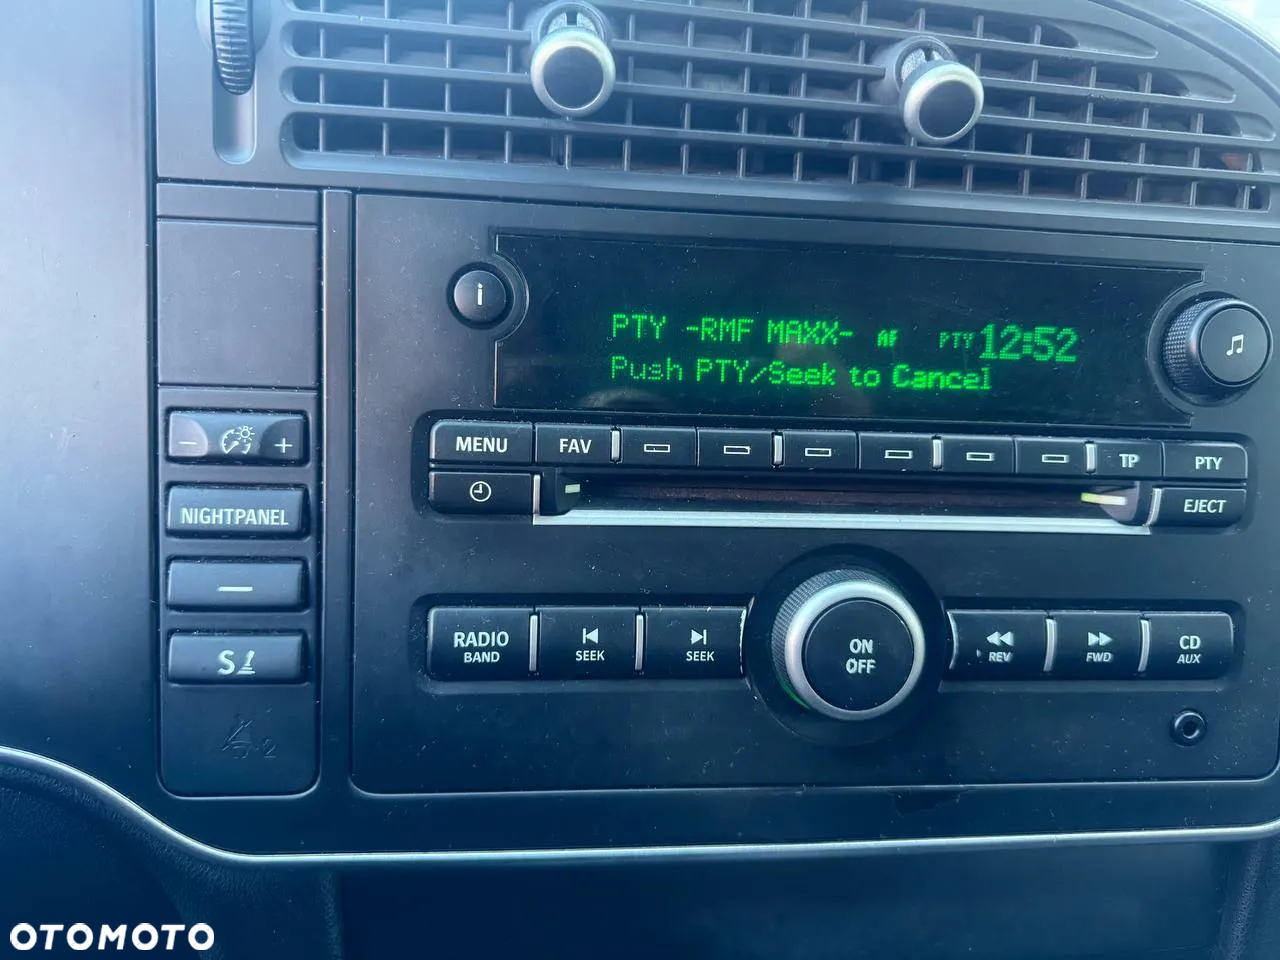 i
PTY -RMF MAXX- AF PTY 12:52
Push PTY/Seek to Cancel
MENU FAV TP PTY
EJECT
- +
NIGHTPANEL
S
2
RADIO BAND
SEEK
SEEK
ON
OFF
REV
FWD
CD
AUX
OTOMOTO